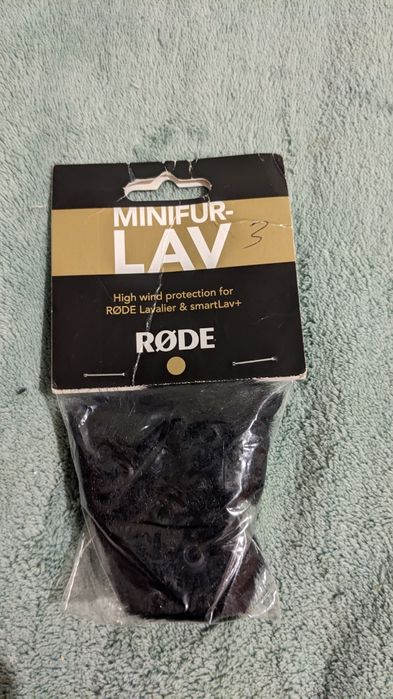 MINIFUR-
LAV 3
High wind protection for
RØDE Lavalier & smartLav+
RØDE